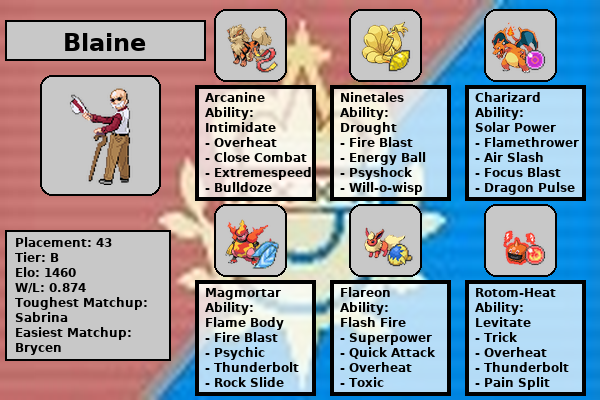 Blaine
Arcanine
Ability:
Intimidate
- Overheat
- Close Combat
- Extremespeed
- Bulldoze
Ninetales
Ability:
Drought
- Fire Blast
- Energy Ball
- Psyshock
- Will-o-wisp
Charizard
Ability:
Solar Power
- Flamethrower
- Air Slash
- Focus Blast
- Dragon Pulse
Placement: 43
Tier: B
Elo: 1460
W/L: 0.874
Toughest Matchup:
Sabrina
Easiest Matchup:
Brycen
Magmortar
Ability:
Flame Body
- Fire Blast
- Psychic
- Thunderbolt
- Rock Slide
Flareon
Ability:
Flash Fire
- Superpower
- Quick Attack
- Overheat
- Toxic
Rotom-Heat
Ability:
Levitate
- Trick
- Overheat
- Thunderbolt
- Pain Split